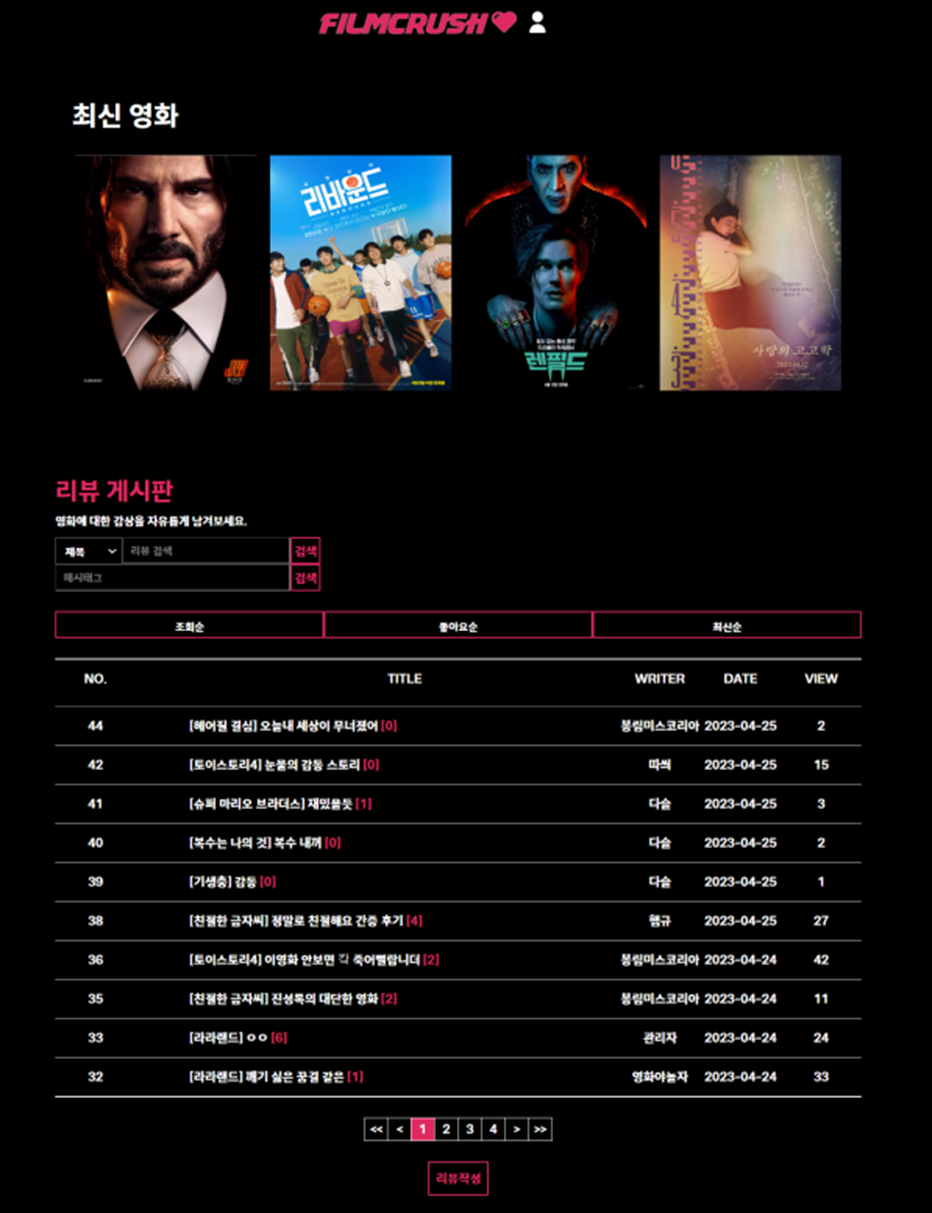 FILMCRUSH
최신 영화
리바운드
렌필드
사랑의 고고학
리뷰 게시판
영화에 대한 감상을 자유롭게 남겨보세요.
제목 리뷰 검색 검색
해시태그 검색
조회순 좋아요순 최신순
NO. TITLE WRITER DATE VIEW
44 [헤어질 결심] 오늘내 세상이 무너졌어 [0] 봉림미스코리아 2023-04-25 2
42 [토이스토리4] 눈물의 감동 스토리 [0] 따씌 2023-04-25 15
41 [슈퍼 마리오 브라더스] 재밌을듯 [1] 다슬 2023-04-25 3
40 [복수는 나의 것] 복수 내꺼 [0] 다슬 2023-04-25 2
39 [기생충] 감동 [0] 다슬 2023-04-25 1
38 [친절한 금자씨] 정말로 친절해요 간증 후기 [4] 햄규 2023-04-25 27
36 [토이스토리4] 이영화 안보면 칵 죽어삘랍니더 [2] 봉림미스코리아 2023-04-24 42
35 [친절한 금자씨] 진성록의 대단한 영화 [2] 봉림미스코리아 2023-04-24 11
33 [라라랜드] ㅇㅇ [6] 관리자 2023-04-24 24
32 [라라랜드] 깨기 싫은 꿈결 같은 [1] 영화야놀자 2023-04-24 33
<< < 1 2 3 4 > >>
리뷰작성